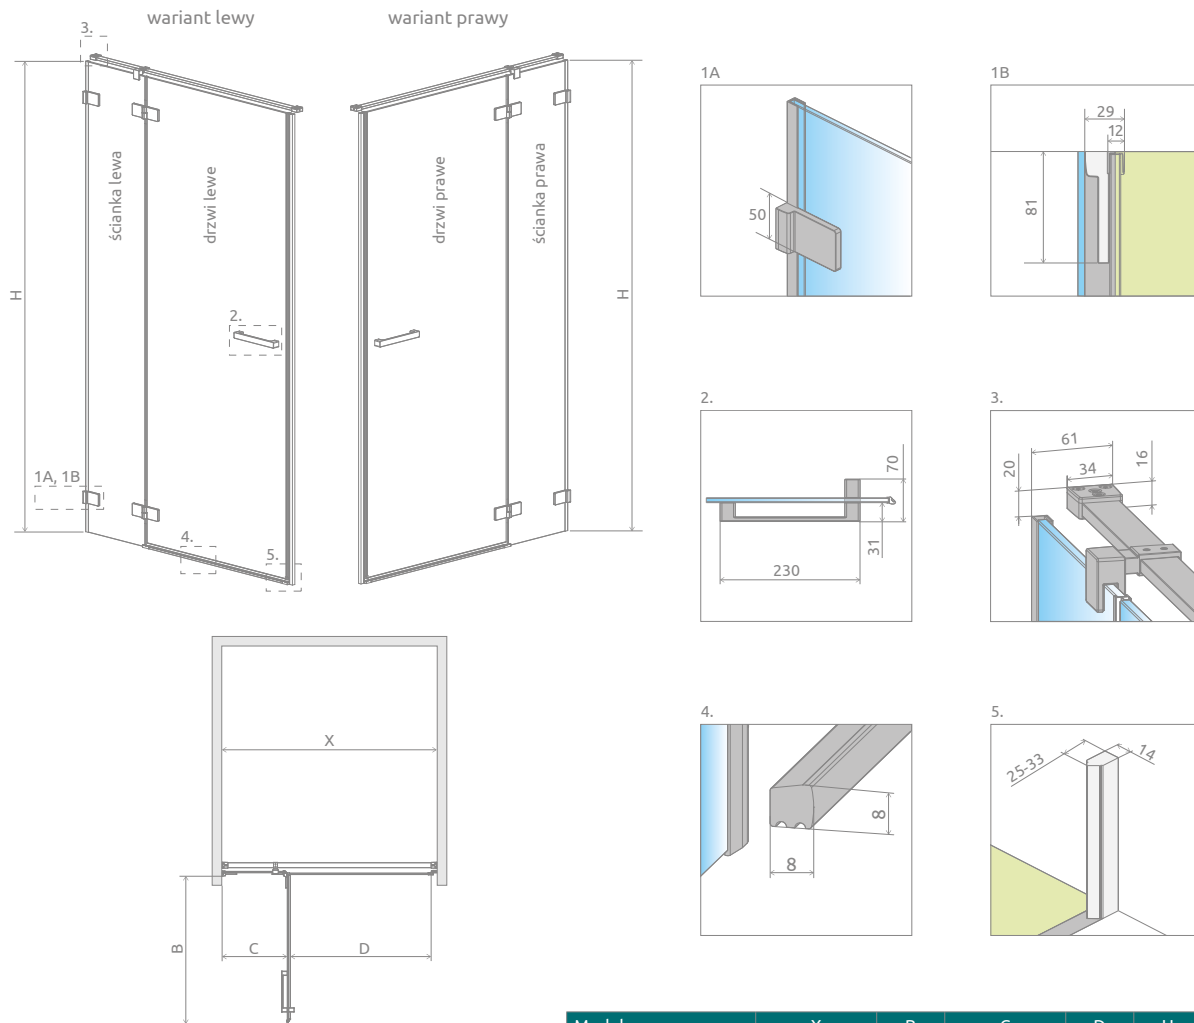 wariant lewy
wariant prawy
3.
ścianka lewa
drzwi lewe
drzwi prawe
ścianka prawa
H
H
2.
1A, 1B
4.
5.
1A
50
1B
29
12
81
2.
70
31
230
3.
61
34
20
16
4.
8
8
5.
25-33
14
X
B
C
D
Model X B C D H